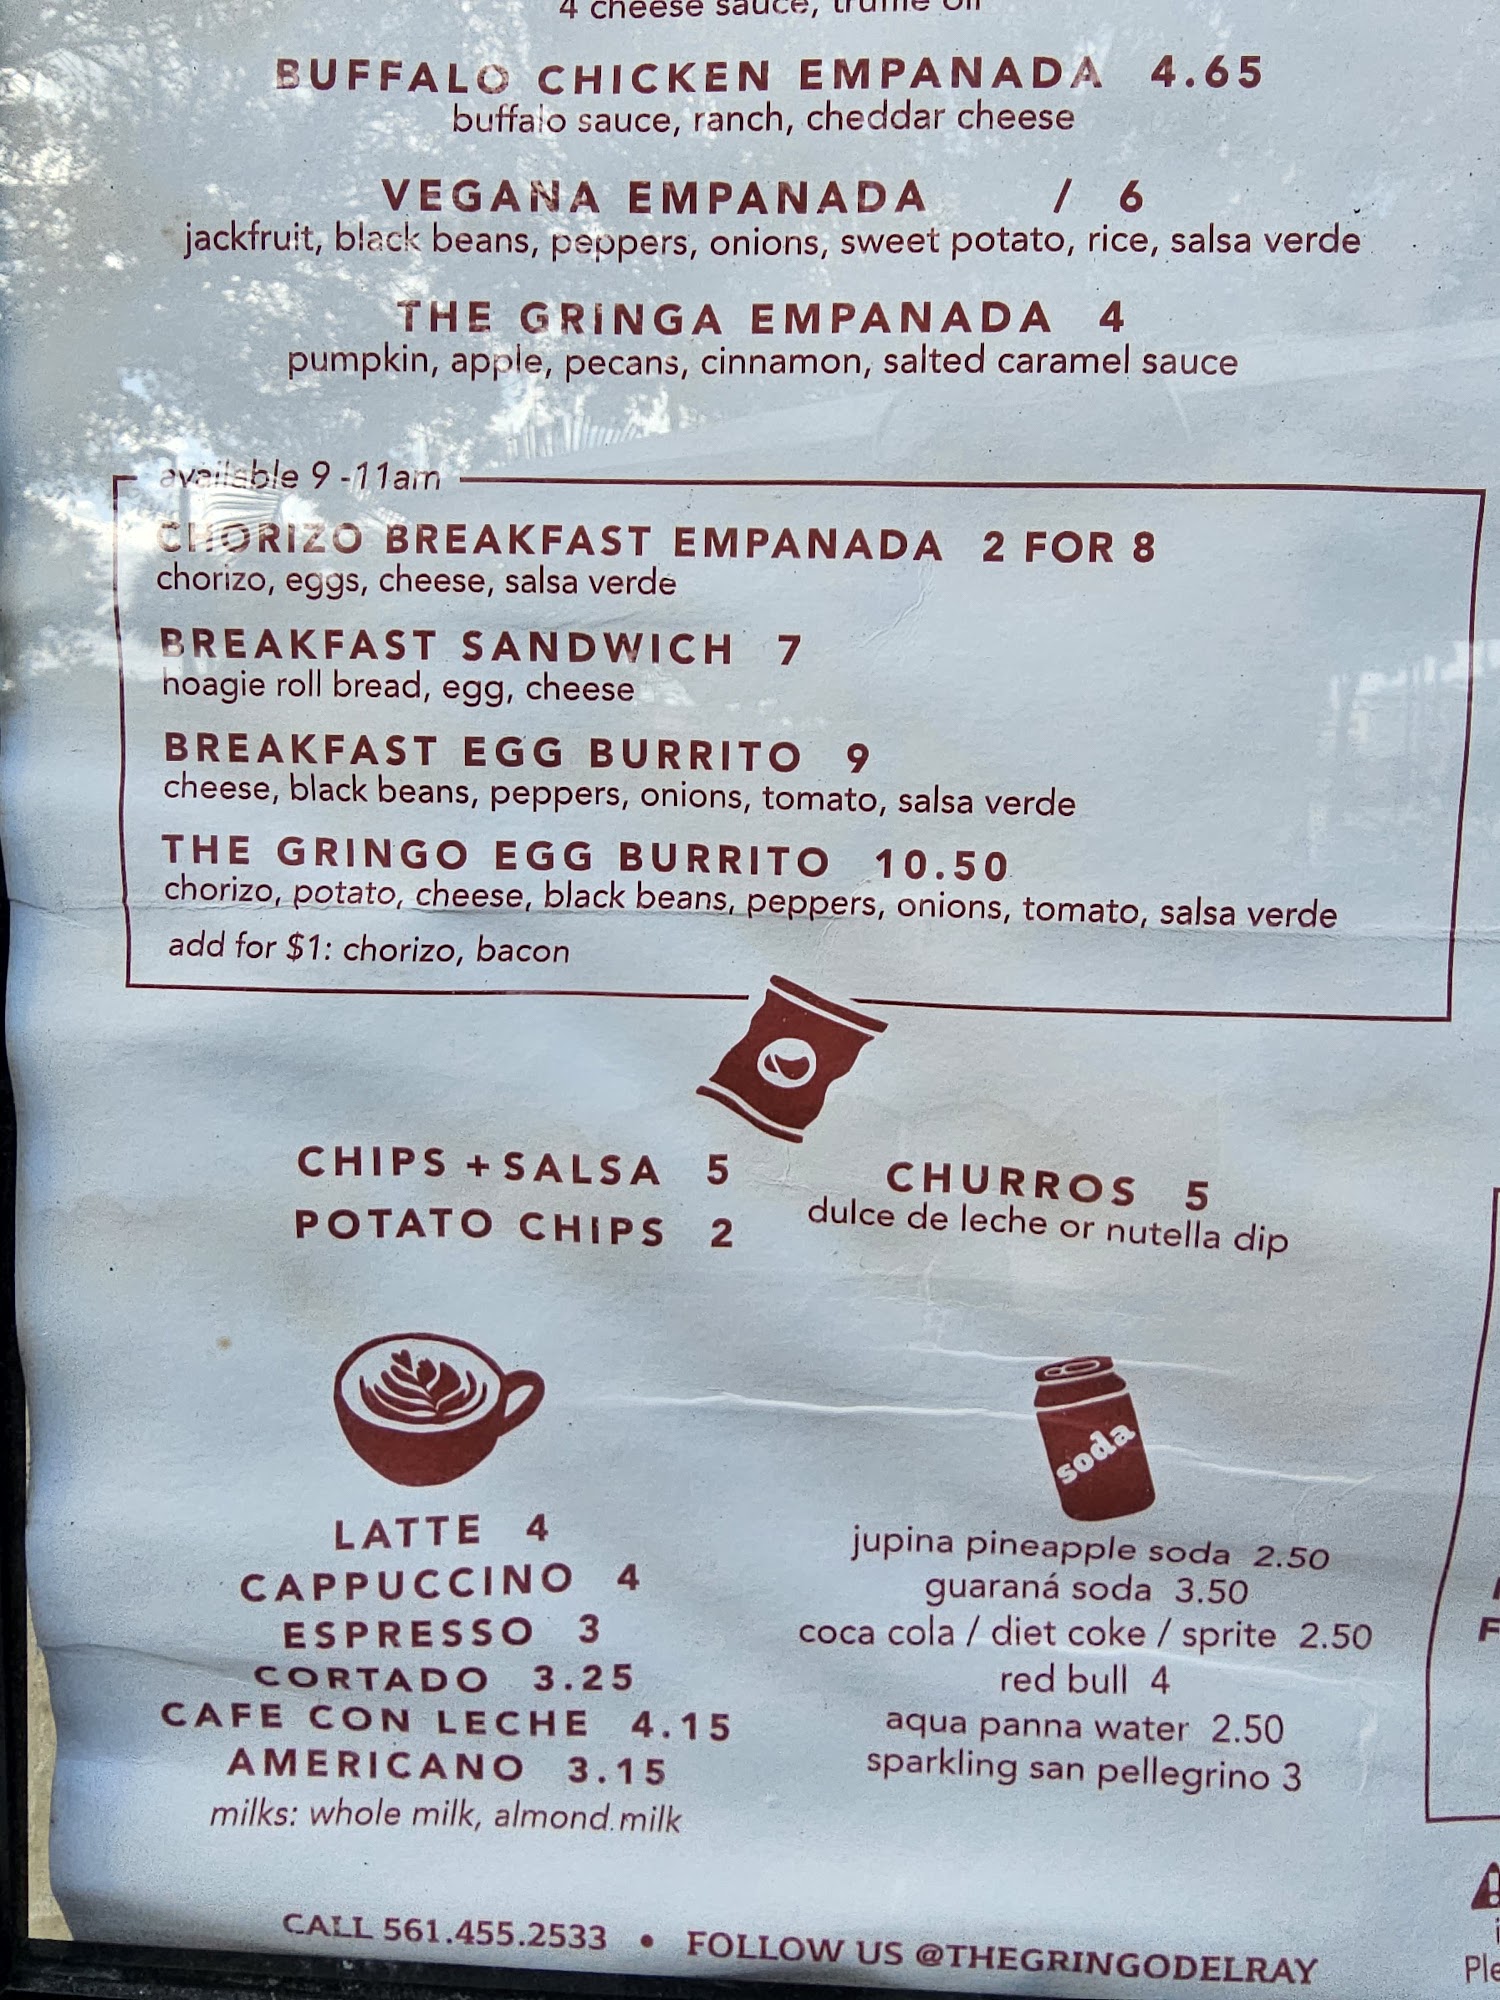 4 cheese sauce, truffle oil
BUFFALO CHICKEN EMPANADA 4.65
buffalo sauce, ranch, cheddar cheese
VEGANA EMPANADA / 6
jackfruit, black beans, peppers, onions, sweet potato, rice, salsa verde
THE GRINGA EMPANADA 4
pumpkin, apple, pecans, cinnamon, salted caramel sauce
available 9 -11am
CHORIZO BREAKFAST EMPANADA 2 FOR 8
chorizo, eggs, cheese, salsa verde
BREAKFAST SANDWICH 7
hoagie roll bread, egg, cheese
BREAKFAST EGG BURRITO 9
cheese, black beans, peppers, onions, tomato, salsa verde
THE GRINGO EGG BURRITO 10.50
chorizo, potato, cheese, black beans, peppers, onions, tomato, salsa verde
add for $1: chorizo, bacon
CHIPS + SALSA 5
POTATO CHIPS 2
CHURROS 5
dulce de leche or nutella dip
LATTE 4
CAPPUCCINO 4
ESPRESSO 3
CORTADO 3.25
CAFE CON LECHE 4.15
AMERICANO 3.15
milks: whole milk, almond milk
soda
jupina pineapple soda 2.50
guaraná soda 3.50
coca cola / diet coke / sprite 2.50
red bull 4
aqua panna water 2.50
sparkling san pellegrino 3
CALL 561.455.2533 • FOLLOW US @THEGRINGODELRAY